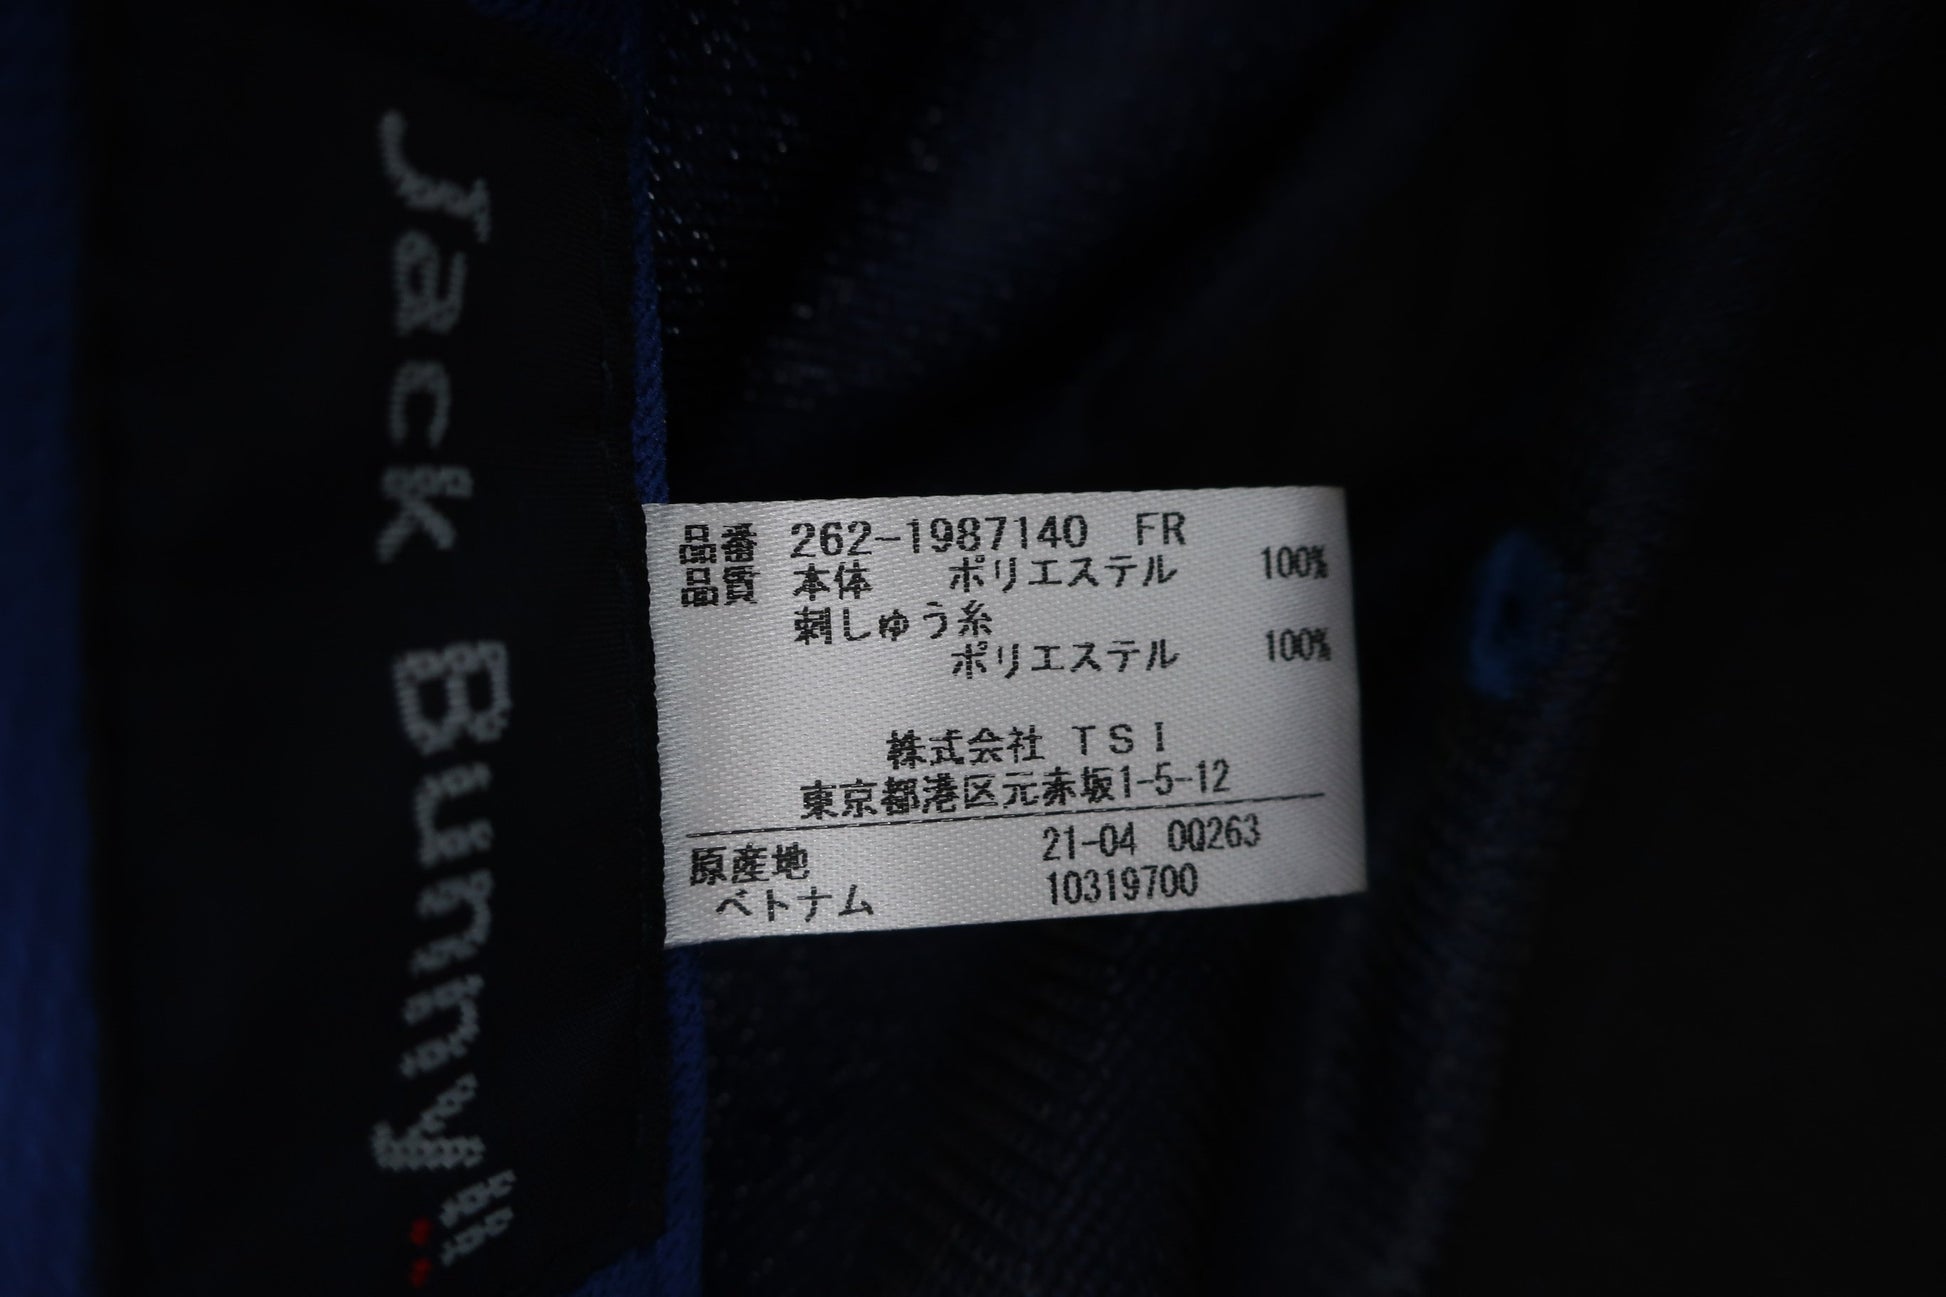 Jack Bunny!!
品番 262-1987140 FR
品質 本体 ポリエステル 100%
刺しゅう糸
ポリエステル 100%
株式会社 TSI
東京都港区元赤坂1-5-12
原産地 21-04 0Q263
ベトナム 10319700